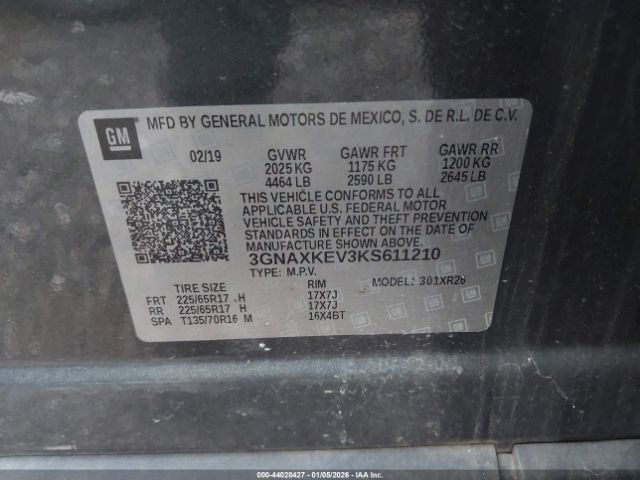 GM
MFD BY GENERAL MOTORS DE MEXICO, S. DE R.L. DE C.V.
02/19 GVWR GAWR FRT GAWR RR
2025 KG 1175 KG 1200 KG
4464 LB 2590 LB 2645 LB
THIS VEHICLE CONFORMS TO ALL
APPLICABLE U.S. FEDERAL MOTOR
VEHICLE SAFETY AND THEFT PREVENTION
STANDARDS IN EFFECT ON THE DATE OF
MANUFACTURE SHOWN ABOVE.
3GNAXKEV3KS611210
TYPE: M.P.V. MODEL: 301XR26
TIRE SIZE RIM
FRT 225/65R17 H 17X7J
RR 225/65R17 H 17X7J
SPA T135/70R16 M 16X4BT
000-44028427 - 01/05/2026 - IAAI.com